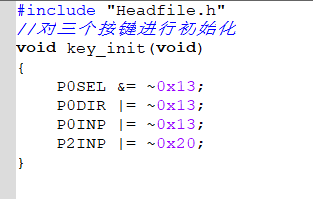 #include "Headfile.h"
//对三个按键进行初始化
void key_init(void)
{
    P0SEL &= ~0x13;
    P0DIR |= ~0x13;
    P0INP |= ~0x13;
    P2INP |= ~0x20;
}